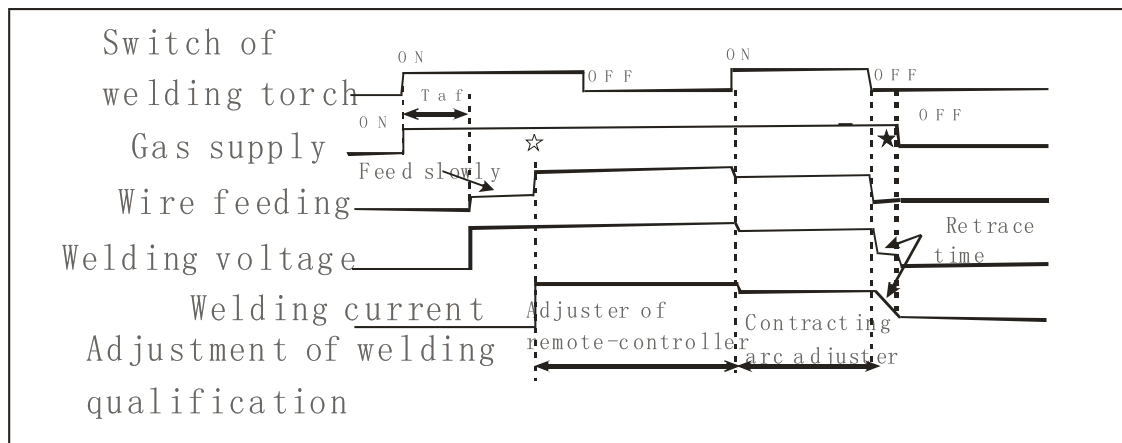 Switch of
welding torch
ON
OFF
ON
OFF
Taf
ON
OFF
Gas supply
Feed slowly
Wire feeding
Retrace
time
Welding voltage
Welding current
Adjuster of
remote-controller
Contracting
arc adjuster
Adjustment of welding
qualification